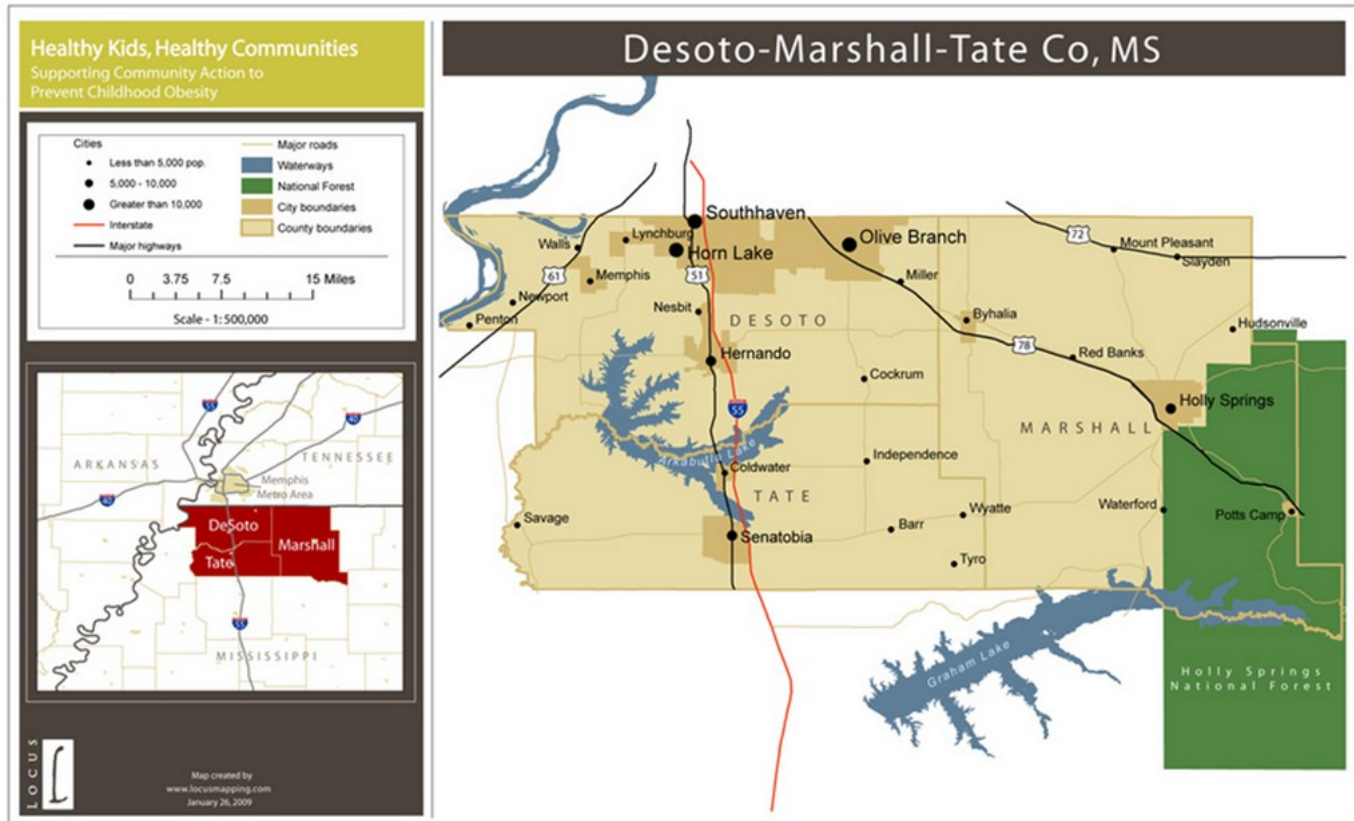 Healthy Kids, Healthy Communities
Supporting Community Action to
Prevent Childhood Obesity
Cities
Less than 5,000 pop.
5,000 - 10,000
Greater than 10,000
Interstate
Major highways
Major roads
Waterways
National Forest
City boundaries
County boundaries
0 3.75 7.5 15 Miles
Scale - 1: 500,000
55
40
ARKANSAS
TENNESSEE
Memphis
Metro Area
40
DeSoto
Marshall
Tate
55
MISSISSIPPI
LOCUS
Map created by
www.locusmapping.com
January 26, 2009
Desoto-Marshall-Tate Co, MS
Southhaven
Lynchburg
Olive Branch
72
Mount Pleasant
Walls
Horn Lake
Slayden
61
Memphis
51
Miller
Newport
Nesbit
DESOTO
Byhalia
Penton
Hudsonville
78
Hernando
Red Banks
Cockrum
55
Holly Springs
MARSHALL
Arkabutla Lake
Independence
Coldwater
TATE
Savage
Wyatte
Waterford
Potts Camp
Barr
Senatobia
Tyro
Graham Lake
Holly Springs
National Forest